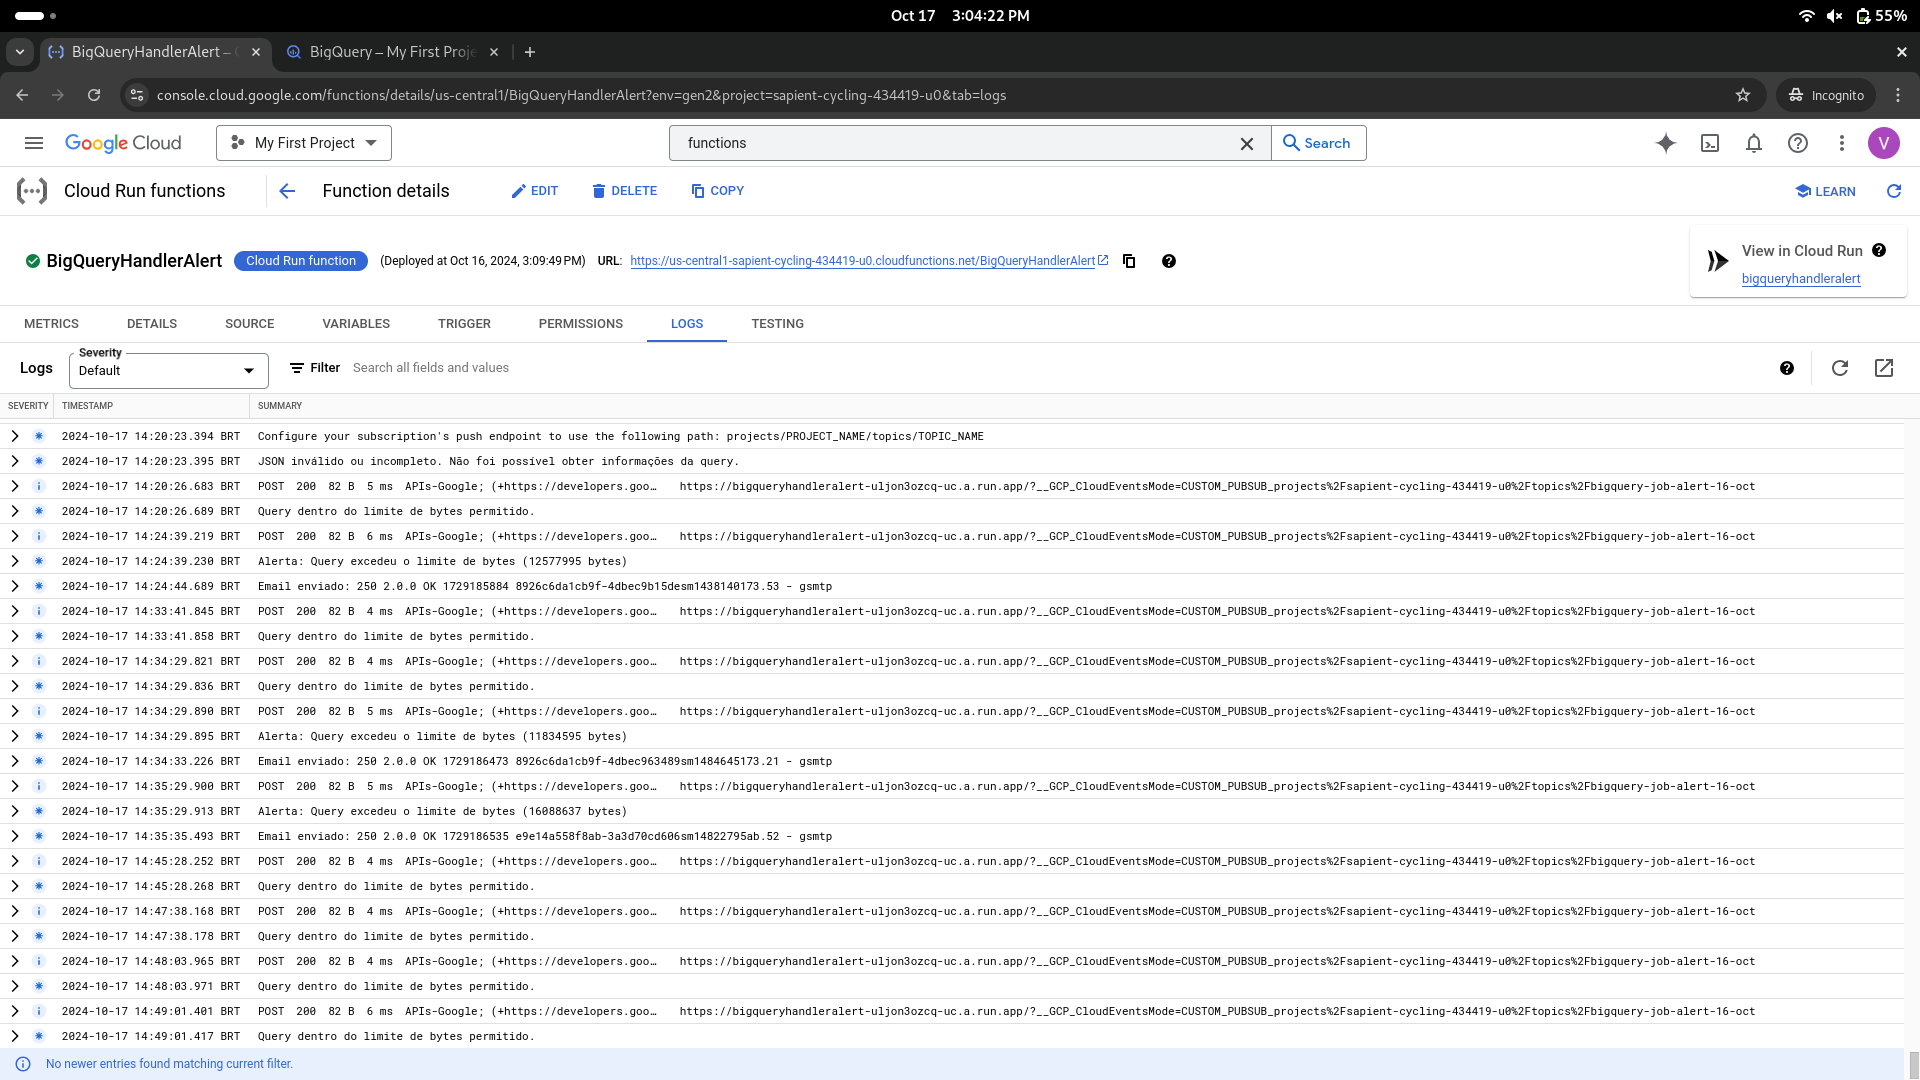 Oct 17 3:04:22 PM 55%
BigQueryHandlerAlert – BigQuery – My First Proje
console.cloud.google.com/functions/details/us-central1/BigQueryHandlerAlert?env=gen2&project=sapient-cycling-434419-u0&tab=logs Incognito
Google Cloud My First Project functions Search V
Cloud Run functions Function details EDIT DELETE COPY LEARN
BigQueryHandlerAlert Cloud Run function (Deployed at Oct 16, 2024, 3:09:49 PM) URL: https://us-central1-sapient-cycling-434419-u0.cloudfunctions.net/BigQueryHandlerAlert
View in Cloud Run
bigqueryhandleralert
METRICS DETAILS SOURCE VARIABLES TRIGGER PERMISSIONS LOGS TESTING
Logs Severity Default Filter Search all fields and values
SEVERITY TIMESTAMP SUMMARY
2024-10-17 14:20:23.394 BRT Configure your subscription's push endpoint to use the following path: projects/PROJECT_NAME/topics/TOPIC_NAME
2024-10-17 14:20:23.395 BRT JSON inválido ou incompleto. Não foi possível obter informações da query.
2024-10-17 14:20:26.683 BRT POST 200 82 B 5 ms APIs-Google; (+https://developers.goo… https://bigqueryhandleralert-uljon3ozcq-uc.a.run.app/?__GCP_CloudEventsMode=CUSTOM_PUBSUB_projects%2Fsapient-cycling-434419-u0%2Ftopics%2Fbigquery-job-alert-16-oct
2024-10-17 14:20:26.689 BRT Query dentro do limite de bytes permitido.
2024-10-17 14:24:39.219 BRT POST 200 82 B 6 ms APIs-Google; (+https://developers.goo… https://bigqueryhandleralert-uljon3ozcq-uc.a.run.app/?__GCP_CloudEventsMode=CUSTOM_PUBSUB_projects%2Fsapient-cycling-434419-u0%2Ftopics%2Fbigquery-job-alert-16-oct
2024-10-17 14:24:39.230 BRT Alerta: Query excedeu o limite de bytes (12577995 bytes)
2024-10-17 14:24:44.689 BRT Email enviado: 250 2.0.0 OK 1729185884 8926c6da1cb9f-4dbec9b15desm1438140173.53 - gsmtp
2024-10-17 14:33:41.845 BRT POST 200 82 B 4 ms APIs-Google; (+https://developers.goo… https://bigqueryhandleralert-uljon3ozcq-uc.a.run.app/?__GCP_CloudEventsMode=CUSTOM_PUBSUB_projects%2Fsapient-cycling-434419-u0%2Ftopics%2Fbigquery-job-alert-16-oct
2024-10-17 14:33:41.858 BRT Query dentro do limite de bytes permitido.
2024-10-17 14:34:29.821 BRT POST 200 82 B 4 ms APIs-Google; (+https://developers.goo… https://bigqueryhandleralert-uljon3ozcq-uc.a.run.app/?__GCP_CloudEventsMode=CUSTOM_PUBSUB_projects%2Fsapient-cycling-434419-u0%2Ftopics%2Fbigquery-job-alert-16-oct
2024-10-17 14:34:29.836 BRT Query dentro do limite de bytes permitido.
2024-10-17 14:34:29.890 BRT POST 200 82 B 5 ms APIs-Google; (+https://developers.goo… https://bigqueryhandleralert-uljon3ozcq-uc.a.run.app/?__GCP_CloudEventsMode=CUSTOM_PUBSUB_projects%2Fsapient-cycling-434419-u0%2Ftopics%2Fbigquery-job-alert-16-oct
2024-10-17 14:34:29.895 BRT Alerta: Query excedeu o limite de bytes (11834595 bytes)
2024-10-17 14:34:33.226 BRT Email enviado: 250 2.0.0 OK 1729186473 8926c6da1cb9f-4dbec963489sm1484645173.21 - gsmtp
2024-10-17 14:35:29.900 BRT POST 200 82 B 5 ms APIs-Google; (+https://developers.goo… https://bigqueryhandleralert-uljon3ozcq-uc.a.run.app/?__GCP_CloudEventsMode=CUSTOM_PUBSUB_projects%2Fsapient-cycling-434419-u0%2Ftopics%2Fbigquery-job-alert-16-oct
2024-10-17 14:35:29.913 BRT Alerta: Query excedeu o limite de bytes (16088637 bytes)
2024-10-17 14:35:35.493 BRT Email enviado: 250 2.0.0 OK 1729186535 e9e14a558f8ab-3a3d70cd606sm14822795ab.52 - gsmtp
2024-10-17 14:45:28.252 BRT POST 200 82 B 4 ms APIs-Google; (+https://developers.goo… https://bigqueryhandleralert-uljon3ozcq-uc.a.run.app/?__GCP_CloudEventsMode=CUSTOM_PUBSUB_projects%2Fsapient-cycling-434419-u0%2Ftopics%2Fbigquery-job-alert-16-oct
2024-10-17 14:45:28.268 BRT Query dentro do limite de bytes permitido.
2024-10-17 14:47:38.168 BRT POST 200 82 B 4 ms APIs-Google; (+https://developers.goo… https://bigqueryhandleralert-uljon3ozcq-uc.a.run.app/?__GCP_CloudEventsMode=CUSTOM_PUBSUB_projects%2Fsapient-cycling-434419-u0%2Ftopics%2Fbigquery-job-alert-16-oct
2024-10-17 14:47:38.178 BRT Query dentro do limite de bytes permitido.
2024-10-17 14:48:03.965 BRT POST 200 82 B 4 ms APIs-Google; (+https://developers.goo… https://bigqueryhandleralert-uljon3ozcq-uc.a.run.app/?__GCP_CloudEventsMode=CUSTOM_PUBSUB_projects%2Fsapient-cycling-434419-u0%2Ftopics%2Fbigquery-job-alert-16-oct
2024-10-17 14:48:03.971 BRT Query dentro do limite de bytes permitido.
2024-10-17 14:49:01.401 BRT POST 200 82 B 6 ms APIs-Google; (+https://developers.goo… https://bigqueryhandleralert-uljon3ozcq-uc.a.run.app/?__GCP_CloudEventsMode=CUSTOM_PUBSUB_projects%2Fsapient-cycling-434419-u0%2Ftopics%2Fbigquery-job-alert-16-oct
2024-10-17 14:49:01.417 BRT Query dentro do limite de bytes permitido.
No newer entries found matching current filter.